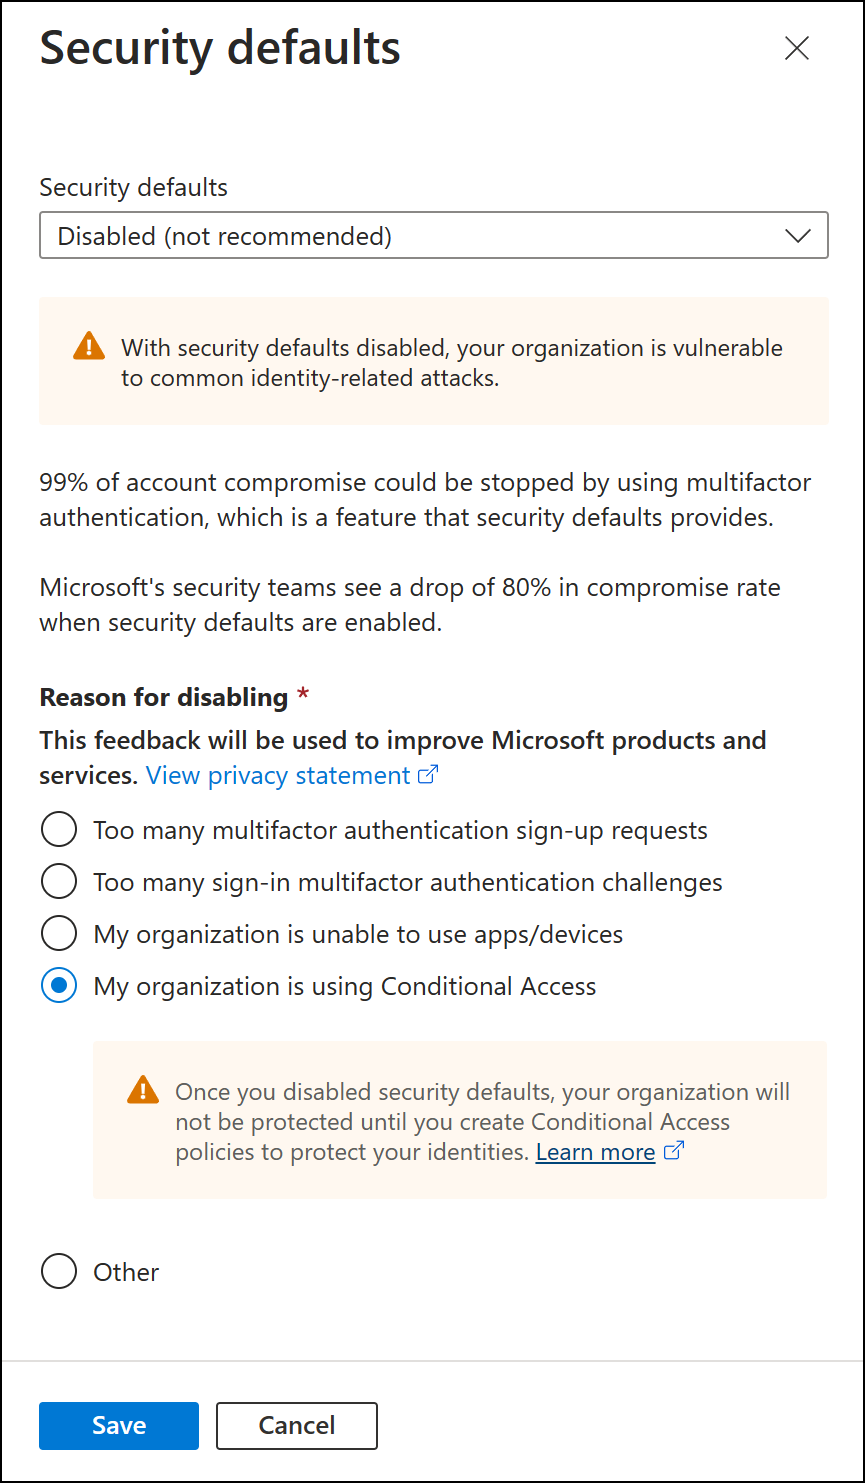 Security defaults
Security defaults
Disabled (not recommended)
With security defaults disabled, your organization is vulnerable
to common identity-related attacks.
99% of account compromise could be stopped by using multifactor
authentication, which is a feature that security defaults provides.
Microsoft's security teams see a drop of 80% in compromise rate
when security defaults are enabled.
Reason for disabling *
This feedback will be used to improve Microsoft products and
services. View privacy statement
Too many multifactor authentication sign-up requests
Too many sign-in multifactor authentication challenges
My organization is unable to use apps/devices
My organization is using Conditional Access
Once you disabled security defaults, your organization will
not be protected until you create Conditional Access
policies to protect your identities. Learn more
Other
Save
Cancel